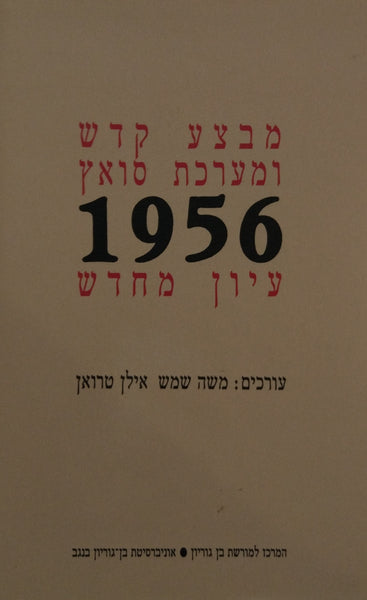 מבצע קדש
ומערכת סואץ
1956
עיון מחדש
עורכים: משה שמש אילן טרואן
המרכז למורשת בן גוריון • אוניברסיטת בן־גוריון בנגב